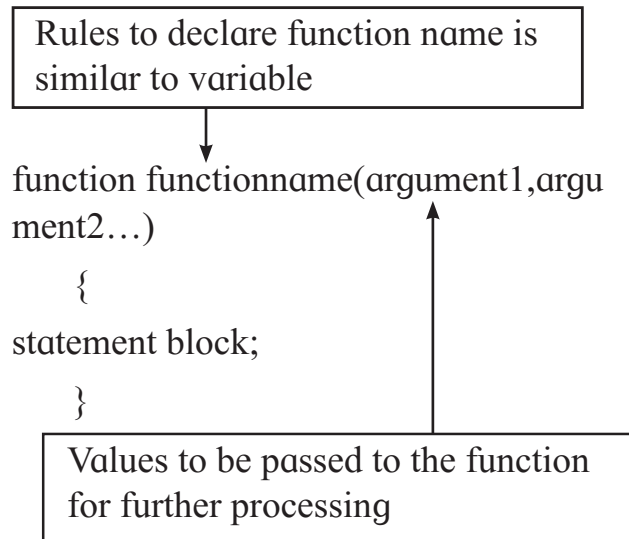 Rules to declare function name is
similar to variable
function functionname(argument1,argu
ment2…)
{
statement block;
}
Values to be passed to the function
for further processing